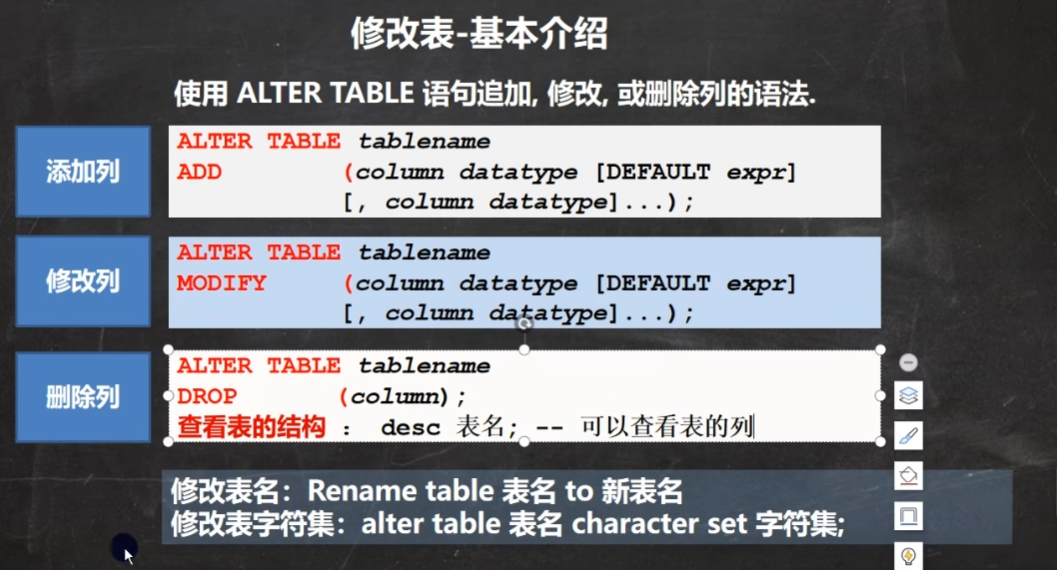 修改表-基本介绍
使用 ALTER TABLE 语句追加, 修改, 或删除列的语法.
添加列
ALTER TABLE tablename
ADD (column datatype [DEFAULT expr]
[, column datatype]...);
修改列
ALTER TABLE tablename
MODIFY (column datatype [DEFAULT expr]
[, column datatype]...);
删除列
ALTER TABLE tablename
DROP (column);
查看表的结构 : desc 表名; -- 可以查看表的列
修改表名：Rename table 表名 to 新表名
修改表字符集：alter table 表名 character set 字符集;